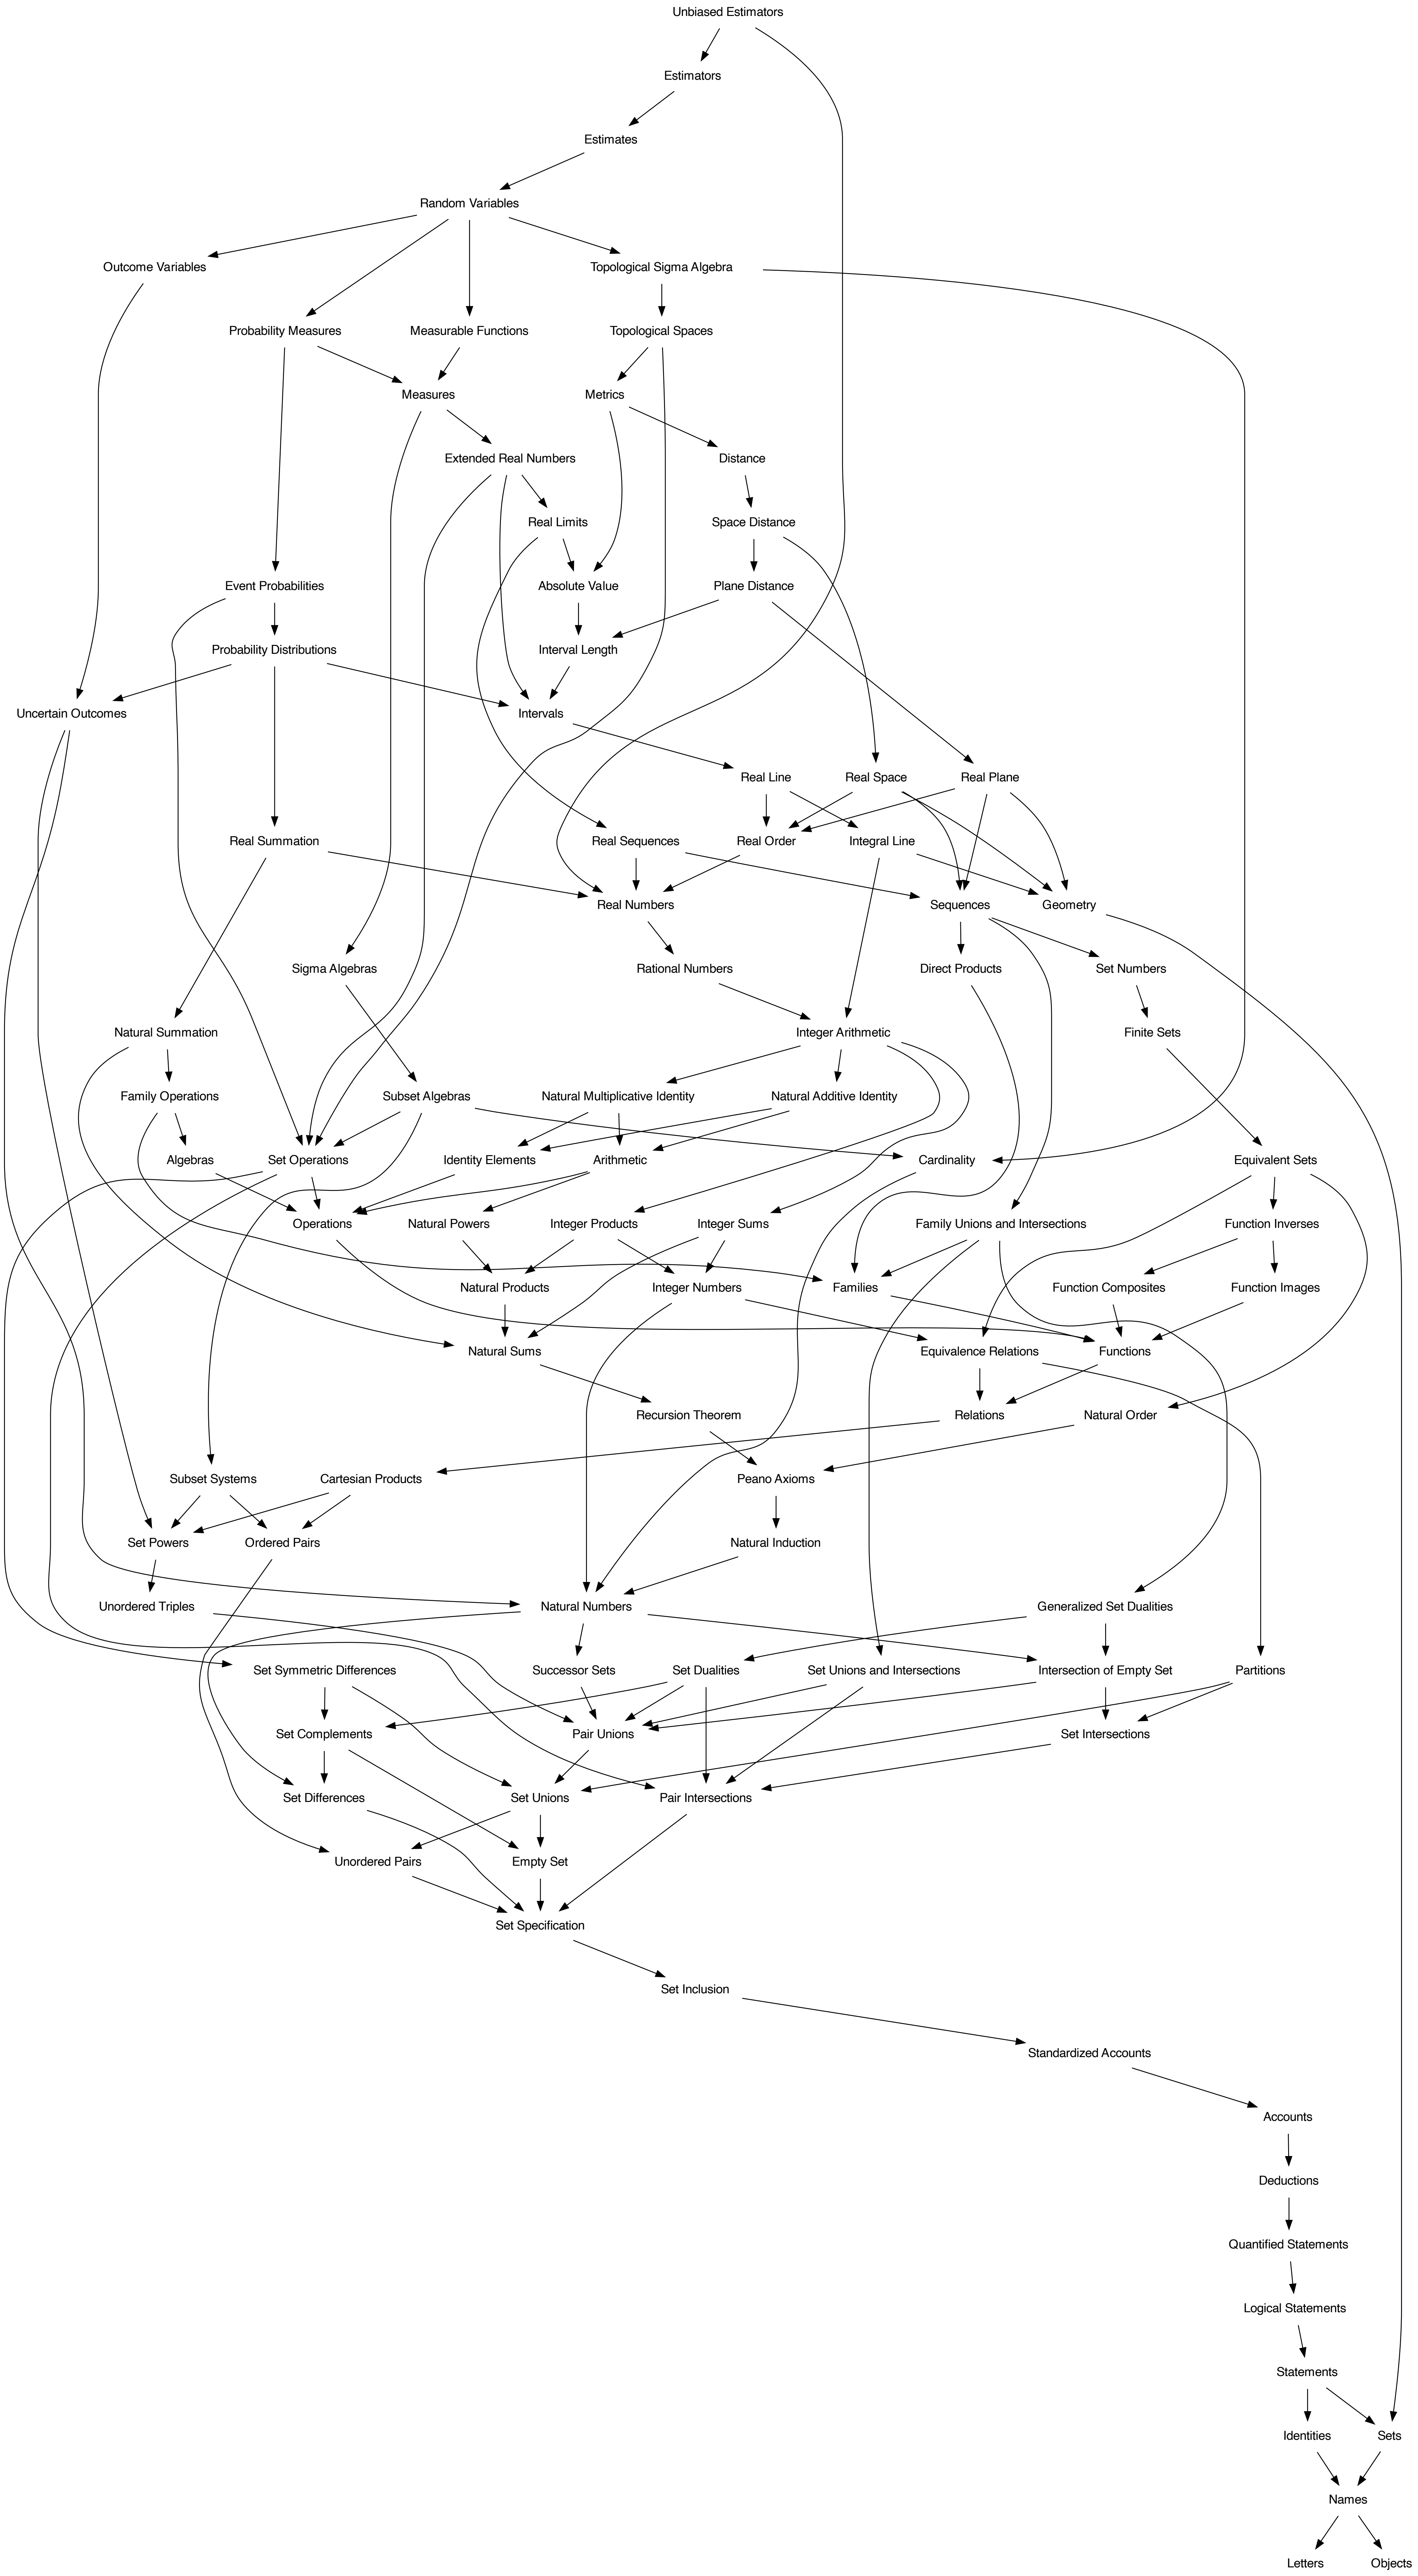 Unbiased Estimators
Estimators
Estimates
Random Variables
Outcome Variables
Topological Sigma Algebra
Probability Measures
Measurable Functions
Topological Spaces
Measures
Metrics
Extended Real Numbers
Distance
Real Limits
Space Distance
Event Probabilities
Absolute Value
Plane Distance
Probability Distributions
Interval Length
Uncertain Outcomes
Intervals
Real Line
Real Space
Real Plane
Real Summation
Real Sequences
Real Order
Integral Line
Real Numbers
Sequences
Geometry
Sigma Algebras
Rational Numbers
Direct Products
Set Numbers
Natural Summation
Integer Arithmetic
Finite Sets
Family Operations
Subset Algebras
Natural Multiplicative Identity
Natural Additive Identity
Algebras
Set Operations
Identity Elements
Arithmetic
Cardinality
Equivalent Sets
Operations
Natural Powers
Integer Products
Integer Sums
Family Unions and Intersections
Function Inverses
Natural Products
Integer Numbers
Families
Function Composites
Function Images
Natural Sums
Equivalence Relations
Functions
Recursion Theorem
Relations
Natural Order
Subset Systems
Cartesian Products
Peano Axioms
Set Powers
Ordered Pairs
Natural Induction
Unordered Triples
Natural Numbers
Generalized Set Dualities
Set Symmetric Differences
Successor Sets
Set Dualities
Set Unions and Intersections
Intersection of Empty Set
Partitions
Set Complements
Pair Unions
Set Intersections
Set Differences
Set Unions
Pair Intersections
Unordered Pairs
Empty Set
Set Specification
Set Inclusion
Standardized Accounts
Accounts
Deductions
Quantified Statements
Logical Statements
Statements
Identities
Sets
Names
Letters
Objects